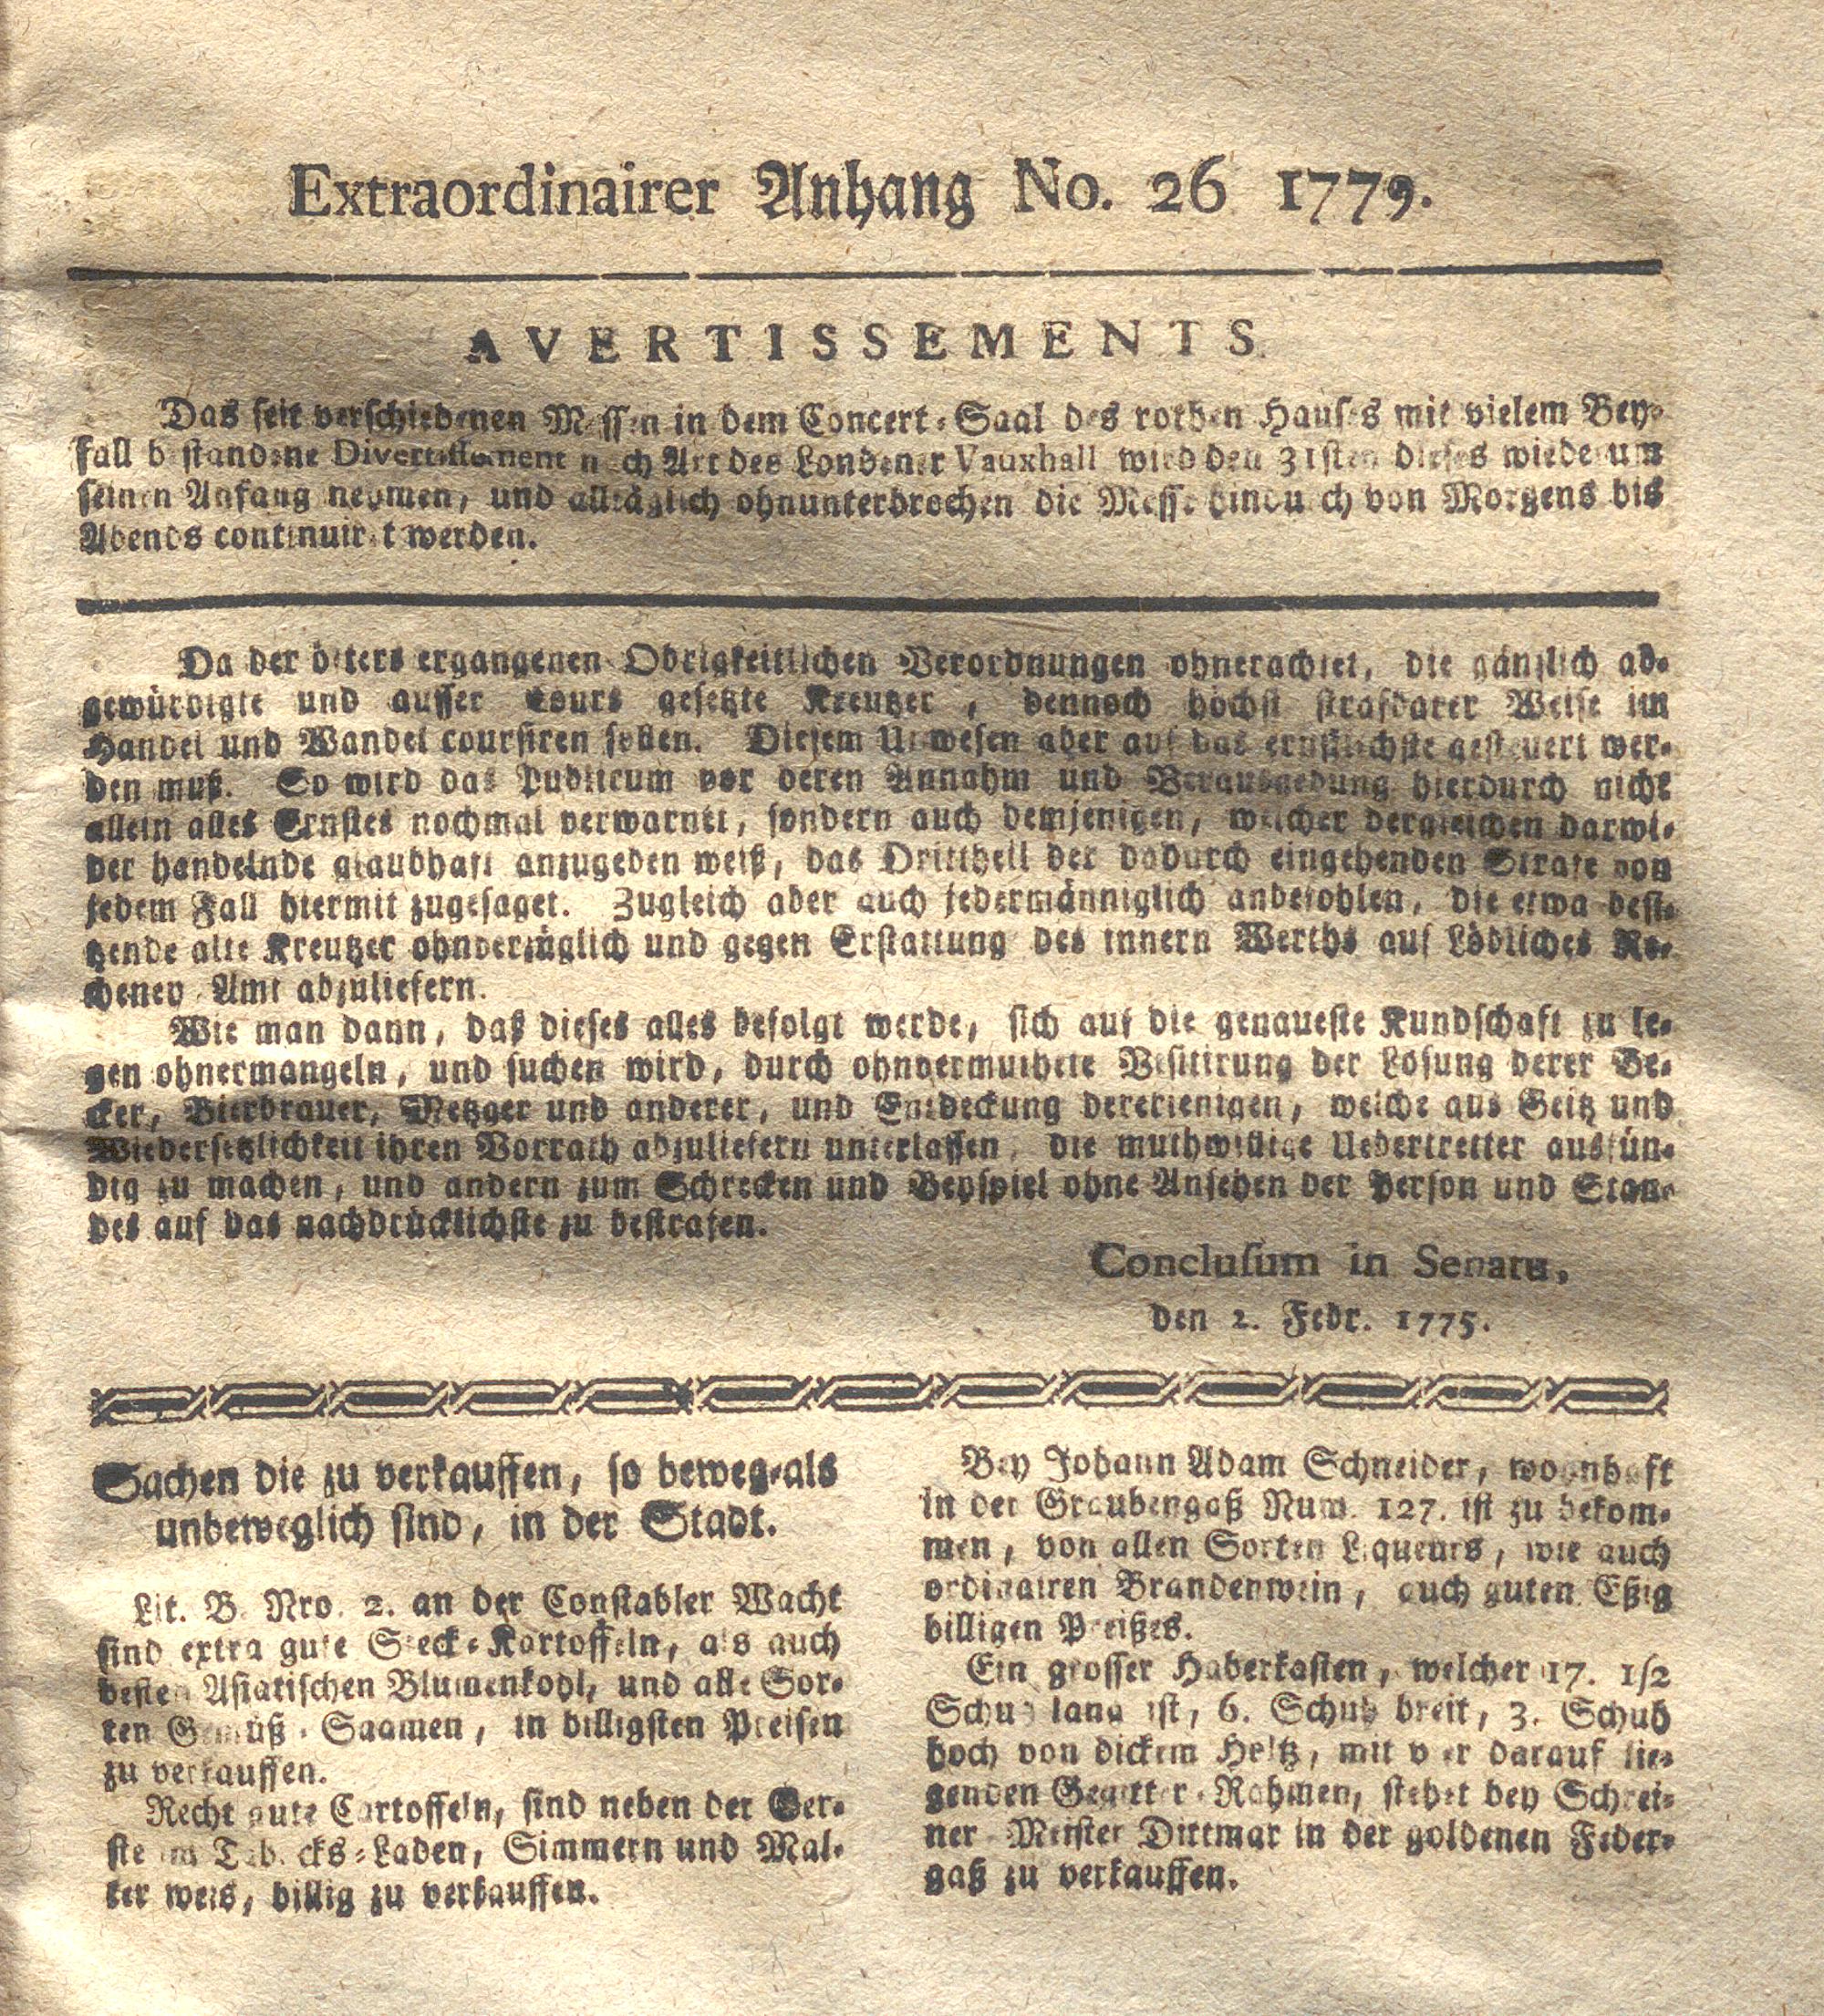 Extraordinairer Anhang No. 26 1779.
AVERTISSEMENTS.
Das seit verschiedenen Messen in dem Concert-Saal des rothen Hauses mit vielem Bey-
fall bestandene Divertissement nach Art des Londener Vauxhall wird den 31sten dieses wiederum
seinen Anfang nehmen, und alltäglich ohnunterbrochen die Messe hindurch von Morgens bis
Abends continuiret werden.
Da der öfters ergangenen Obrigkeitlichen Verordnungen ohnerachtet, die gänzlich ab-
gewürdigte und ausser Cours gesetzte Kreutzer, dennoch höchst strafbarer Weise im
Handel und Wandel coursiren sollen. Diesem Unwesen aber auf das ernstlichste gesteuert wer-
den muß. So wird das Publicum vor deren Annahm und Verausgebung hierdurch nicht
allein alles Ernstes nochmal verwarnet, sondern auch demjenigen, welcher dergleichen darwi-
der handelnde glaubhaft anzugeben weiß, das Drittheil der dadurch eingehenden Strafe von
jedem Fall hiermit zugesaget. Zugleich aber auch jedermänniglich anbefohlen, die etwa besi-
tzende alte Kreutzer ohnverzüglich und gegen Erstattung des innern Werths auf Löbliches Re-
cheney-Amt abzuliefern.
Wie man dann, daß dieses alles befolgt werde, sich auf die genaueste Kundschaft zu le-
gen ohnermangeln, und suchen wird, durch ohnvermuthete Visitirung der Losung derer Be-
cker, Bierbrauer, Metzger und anderer, und Entdeckung dererjenigen, welche aus Geitz und
Wiedersetzlichkeit ihren Vorrath abzuliefern unterlassen, die muthwillige Uebertretter ausfün-
dig zu machen, und andern zum Schrecken und Beyspiel ohne Ansehen der Person und Stan-
des auf das nachdrücklichste zu bestrafen.
Conclusum in Senatu,
den 2. Febr. 1775.
Sachen die zu verkauffen, so beweg-als
unbeweglich sind, in der Stadt.
Lit. B. Nro. 2. an der Constabler Wacht
sind extra gute Steck-Kartoffeln, als auch
besten Asiatischen Blumenkohl, und alle Sor-
ten Gemüß-Saamen, in billigsten Preisen
zu verkauffen.
Recht gute Cartoffeln, sind neben der Ger-
ste im Tabacks-Laden, Simmern und Mal-
ter weis, billig zu verkauffen.
Bey Johann Adam Schneider, wohnhaft
in der Graubengaß Num. 127. ist zu bekom-
men, von allen Sorten Liqueurs, wie auch
ordinairen Brandenwein, auch guten Eßig
billigen Preißes.
Ein grosser Haberkasten, welcher 17. 1/2
Schuh lang ist, 6. Schuh breit, 3. Schuh
hoch von dickem Holtz, mit vier darauf lie-
genden Gegitter-Rahmen, stehet bey Schrei-
ner-Meister Dittmar in der goldenen Feder-
gaß zu verkauffen.